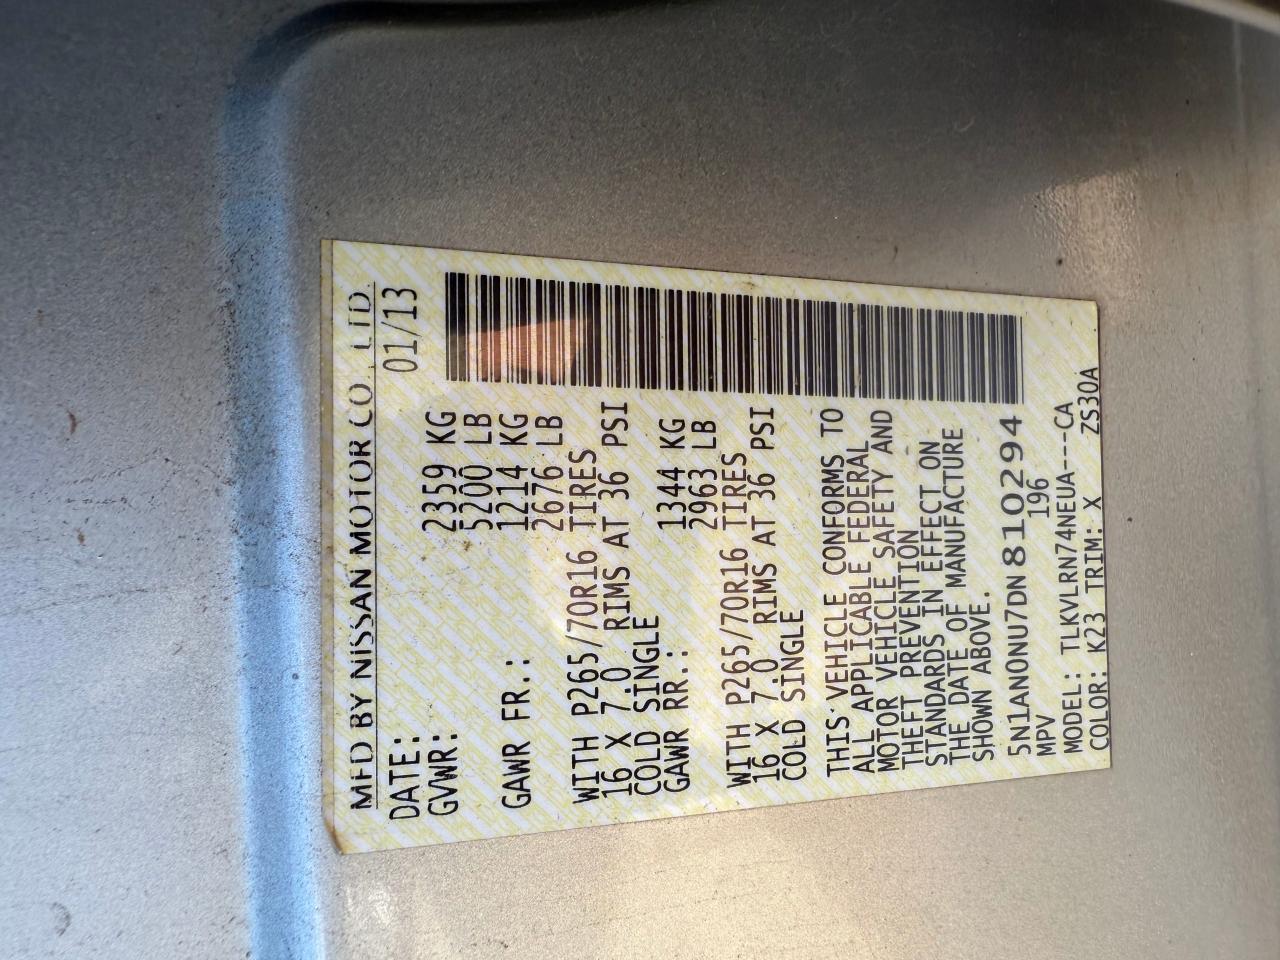 MFD BY NISSAN MOTOR CO., LTD.
DATE: 01/13
GVWR: 2359 KG
5200 LB
GAWR FR.: 1214 KG
2676 LB
WITH P265/70R16 TIRES
16 X 7.0 RIMS AT 36 PSI
COLD SINGLE
GAWR RR.: 1344 KG
2963 LB
WITH P265/70R16 TIRES
16 X 7.0 RIMS AT 36 PSI
COLD SINGLE
THIS VEHICLE CONFORMS TO
ALL APPLICABLE FEDERAL
MOTOR VEHICLE SAFETY AND
THEFT PREVENTION
STANDARDS IN EFFECT ON
THE DATE OF MANUFACTURE
SHOWN ABOVE.
5N1AN0NU7DN810294
MPV 196
MODEL: TLKVLRN74NEUA---CA
COLOR: K23 TRIM: X ZS30A